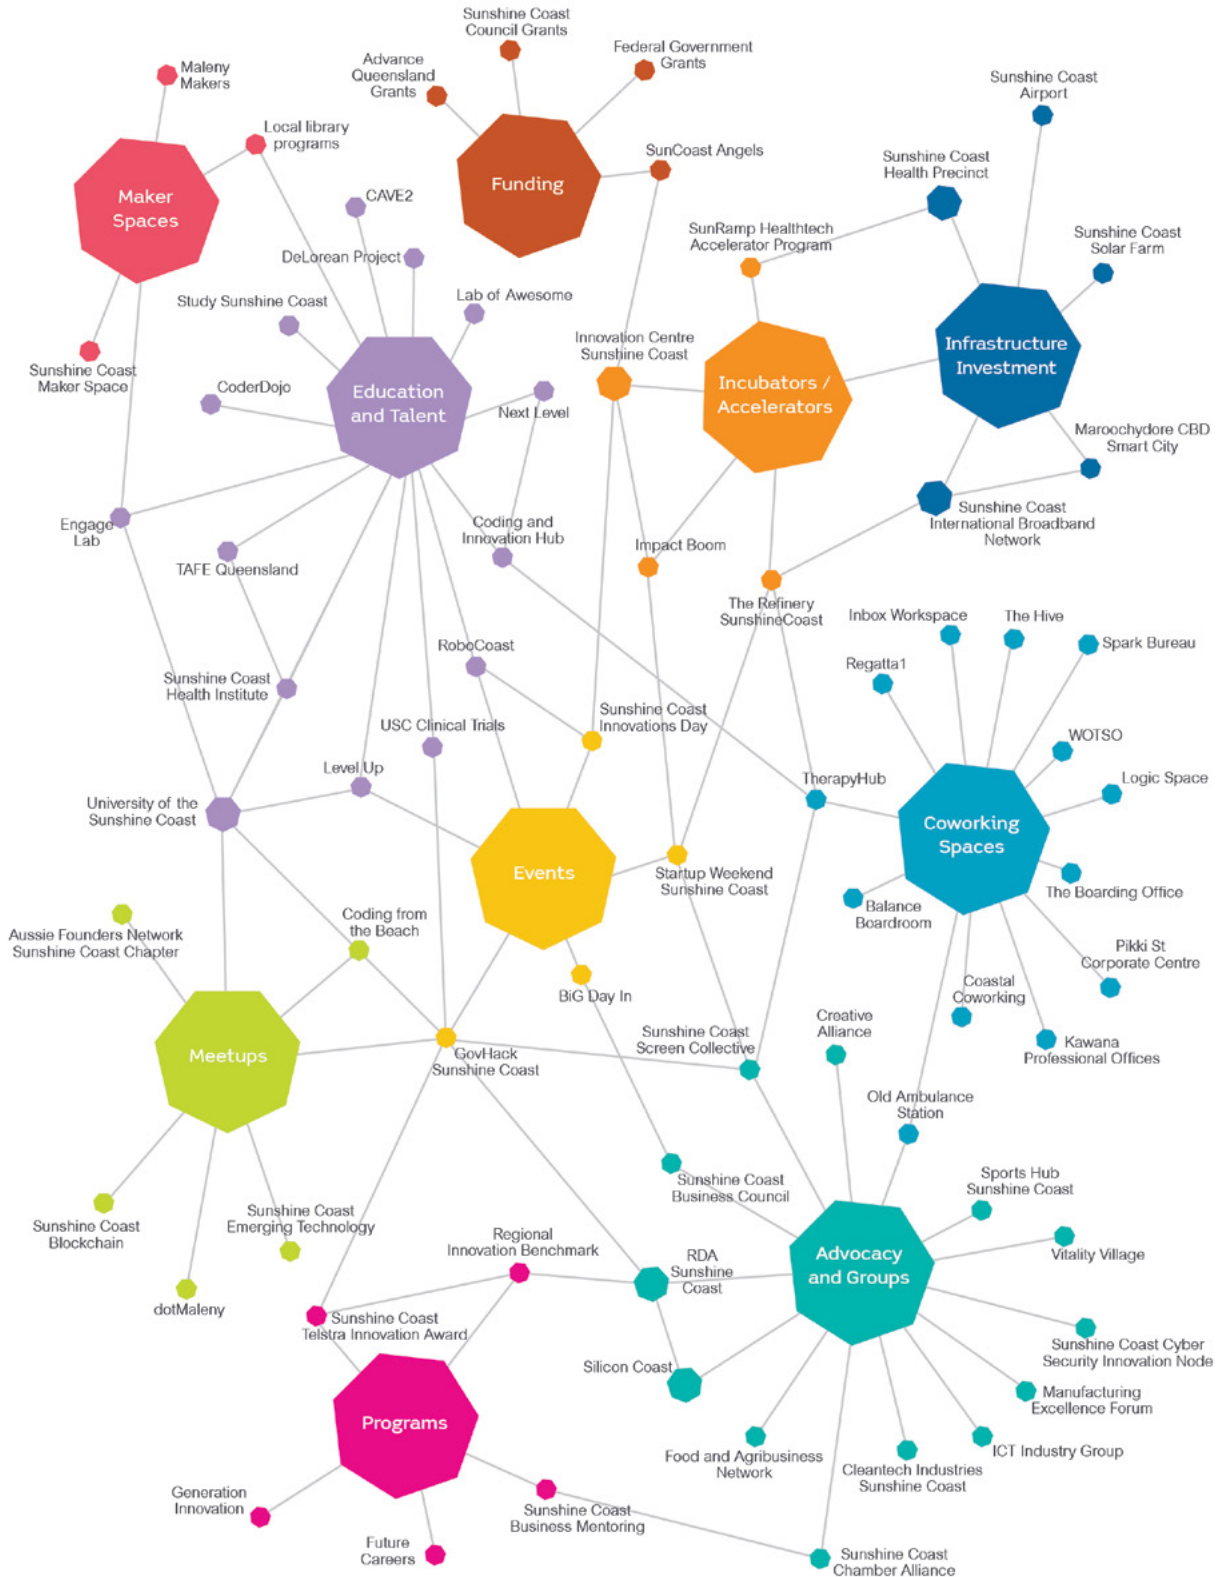 Sunshine Coast
Council Grants
Federal Government
Grants
Advance
Queensland
Grants
Maleny
Makers
Sunshine Coast
Airport
Local library
programs
SunCoast Angels
Sunshine Coast
Health Precinct
Funding
Maker
Spaces
CAVE2
SunRamp Healthtech
Accelerator Program
Sunshine Coast
Solar Farm
DeLorean Project
Study Sunshine Coast
Lab of Awesome
Innovation Centre
Sunshine Coast
Infrastructure
Investment
Sunshine Coast
Maker Space
CoderDojo
Education
and Talent
Next Level
Incubators /
Accelerators
Maroochydore CBD
Smart City
Engage
Lab
Coding and
Innovation Hub
Sunshine Coast
International Broadband
Network
TAFE Queensland
Impact Boom
The Refinery
SunshineCoast
Inbox Workspace
The Hive
Spark Bureau
RoboCoast
Regatta1
Sunshine Coast
Health Institute
Sunshine Coast
Innovations Day
USC Clinical Trials
WOTSO
Level Up
TherapyHub
Logic Space
University of the
Sunshine Coast
Coworking
Spaces
Events
Startup Weekend
Sunshine Coast
The Boarding Office
Balance
Boardroom
Aussie Founders Network
Sunshine Coast Chapter
Coding from
the Beach
Pikki St
Corporate Centre
BiG Day In
Coastal
Coworking
Creative
Alliance
Sunshine Coast
Screen Collective
Kawana
Professional Offices
Meetups
GovHack
Sunshine Coast
Old Ambulance
Station
Sunshine Coast
Business Council
Sports Hub
Sunshine Coast
Sunshine Coast
Blockchain
Sunshine Coast
Emerging Technology
Regional
Innovation Benchmark
RDA
Sunshine
Coast
Advocacy
and Groups
Vitality Village
dotMaleny
Sunshine Coast
Telstra Innovation Award
Sunshine Coast Cyber
Security Innovation Node
Silicon Coast
Manufacturing
Excellence Forum
Programs
Food and Agribusiness
Network
Cleantech Industries
Sunshine Coast
ICT Industry Group
Generation
Innovation
Sunshine Coast
Business Mentoring
Future
Careers
Sunshine Coast
Chamber Alliance